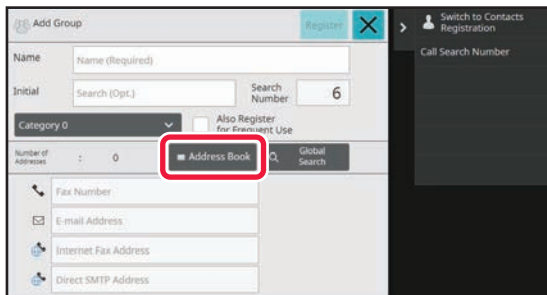 Add Group
Register
Switch to Contacts
Registration
Call Search Number
Name
Name (Required)
Initial
Search (Opt.)
Search
Number
6
Category 0
Also Register
for Frequent Use
Number of
Addresses
:
0
Address Book
Global
Search
Fax Number
E-mail Address
Internet Fax Address
Direct SMTP Address